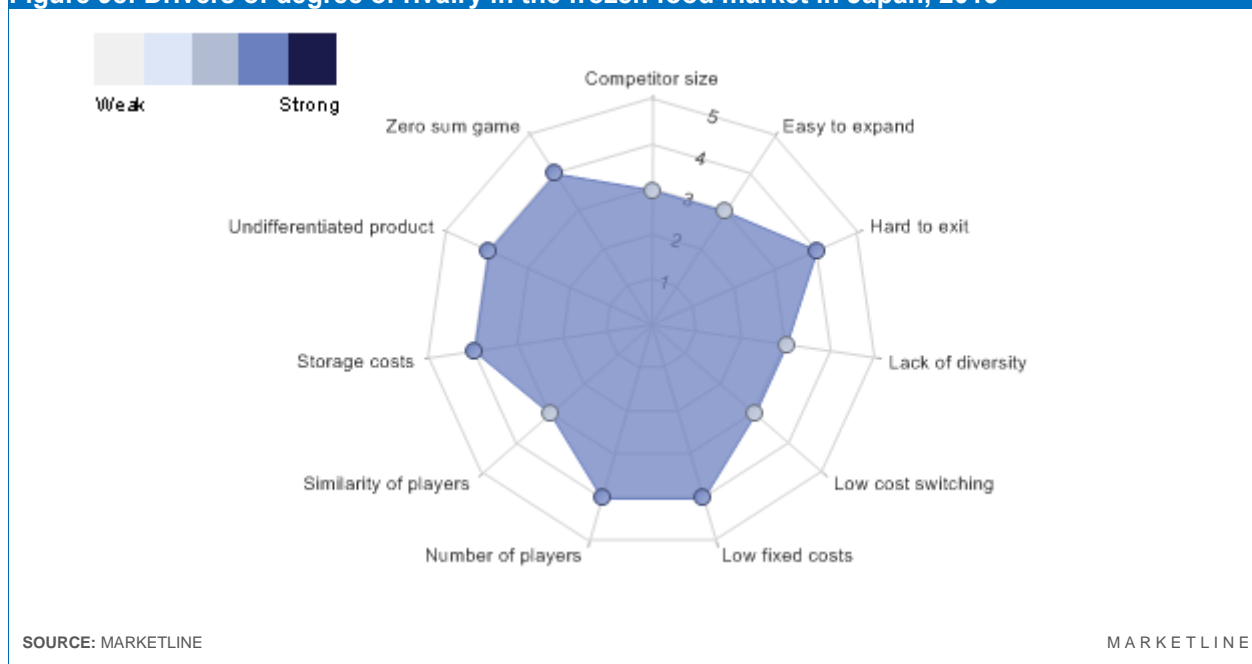 Weak
Strong
Competitor size
Zero sum game
5
Easy to expand
4
3
Undifferentiated product
Hard to exit
2
1
Storage costs
Lack of diversity
Similarity of players
Low cost switching
Number of players
Low fixed costs
SOURCE: MARKETLINE
MARKETLINE